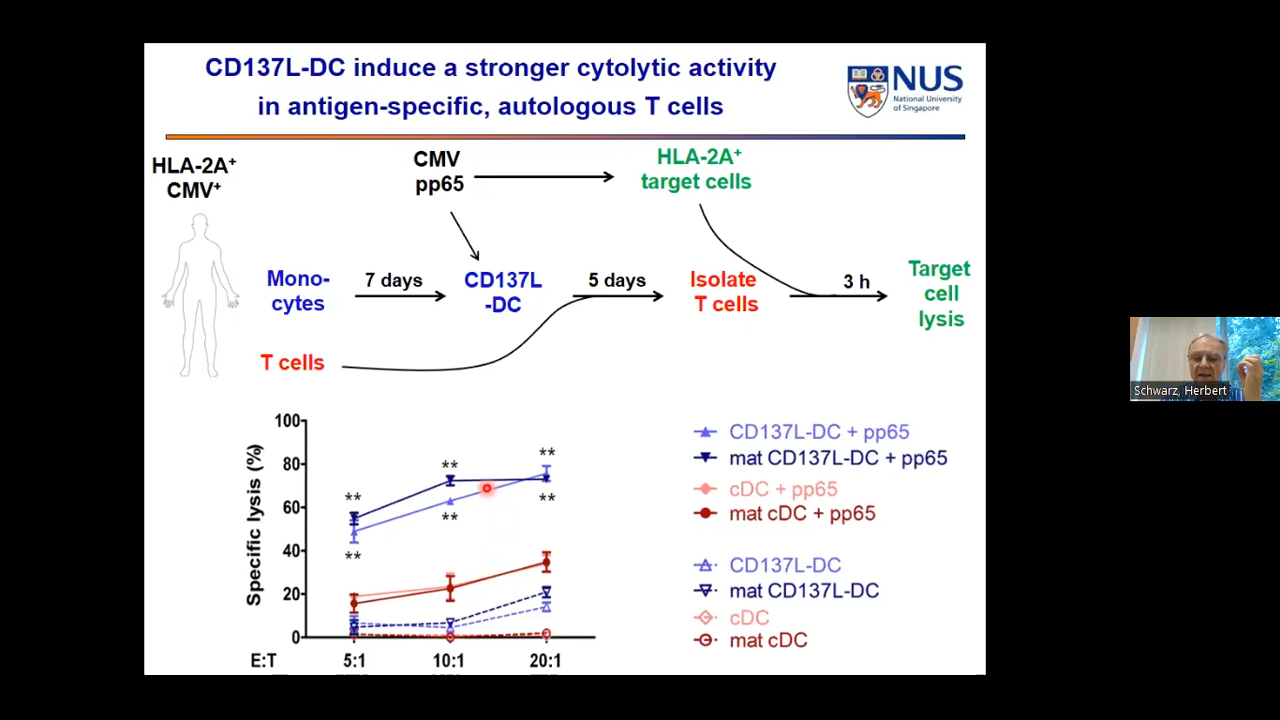 CD137L-DC induce a stronger cytolytic activity
in antigen-specific, autologous T cells
NUS
National University
of Singapore
HLA-2A+
CMV+
CMV
pp65
HLA-2A+
target cells
Mono-
cytes
7 days
CD137L
-DC
5 days
Isolate
T cells
3 h
Target
cell
lysis
T cells
Specific lysis (%)
100
80
60
40
20
0
**
**
**
**
**
**
E:T
5:1
10:1
20:1
CD137L-DC + pp65
mat CD137L-DC + pp65
cDC + pp65
mat cDC + pp65
CD137L-DC
mat CD137L-DC
cDC
mat cDC
Schwarz, Herbert